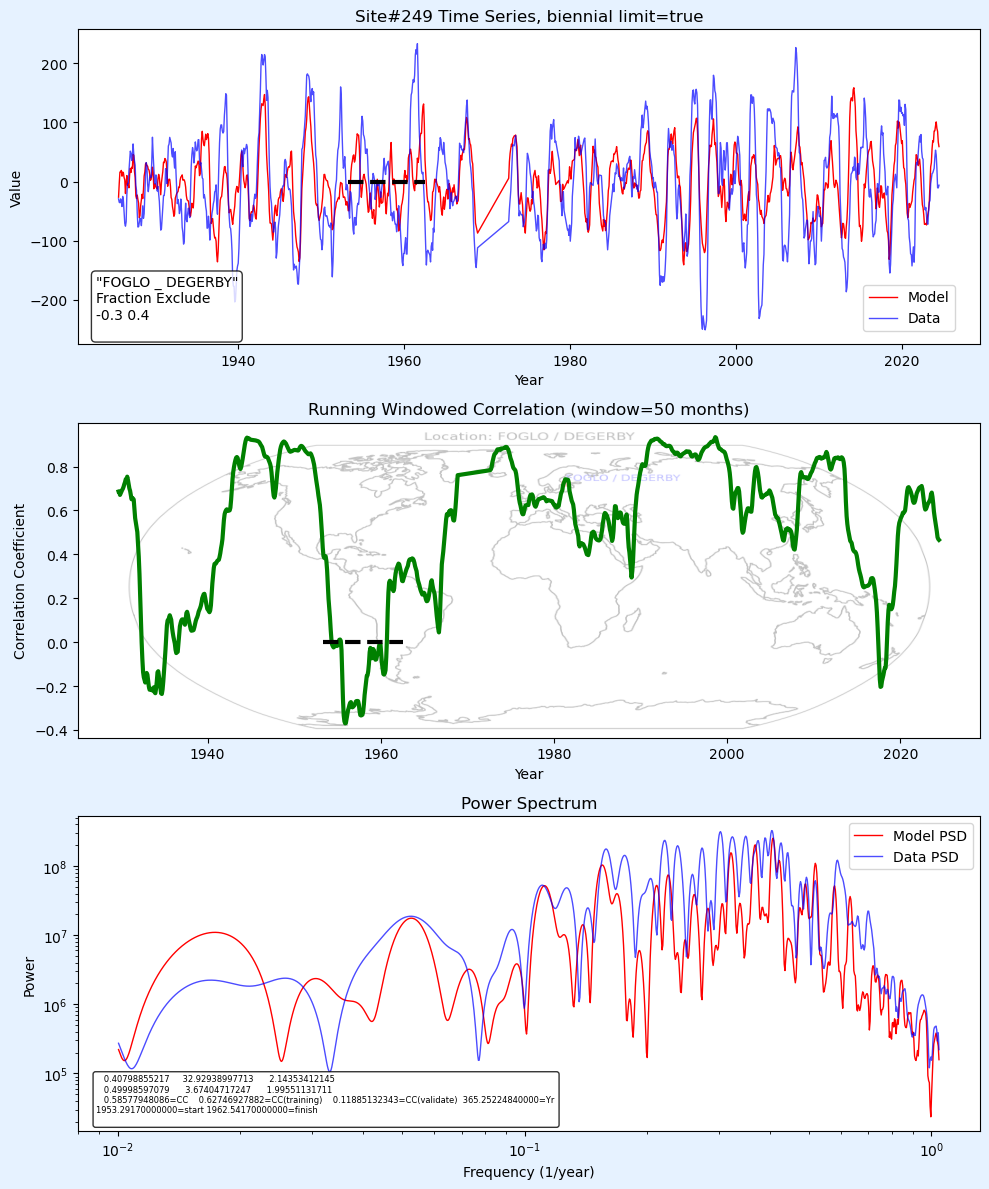 Site#249 Time Series, biennial limit=true
Value
200
100
0
−100
−200
"FOGLO _ DEGERBY"
Fraction Exclude
-0.3 0.4
Model
Data
1940
1960
1980
2000
2020
Year
Running Windowed Correlation (window=50 months)
Location: FOGLO / DEGERBY
FOGLO / DEGERBY
Correlation Coefficient
0.8
0.6
0.4
0.2
0.0
−0.2
−0.4
1940
1960
1980
2000
2020
Year
Power Spectrum
Model PSD
Data PSD
Power
10⁸
10⁷
10⁶
10⁵
0.40798855217 32.92938997713 2.14353412145
0.49998597079 3.67404717247 1.99551131711
0.58577948086=CC 0.62746927882=CC(training) 0.11885132343=CC(validate) 365.25224840000=Yr
1953.29170000000=start 1962.54170000000=finish
10⁻²
10⁻¹
10⁰
Frequency (1/year)